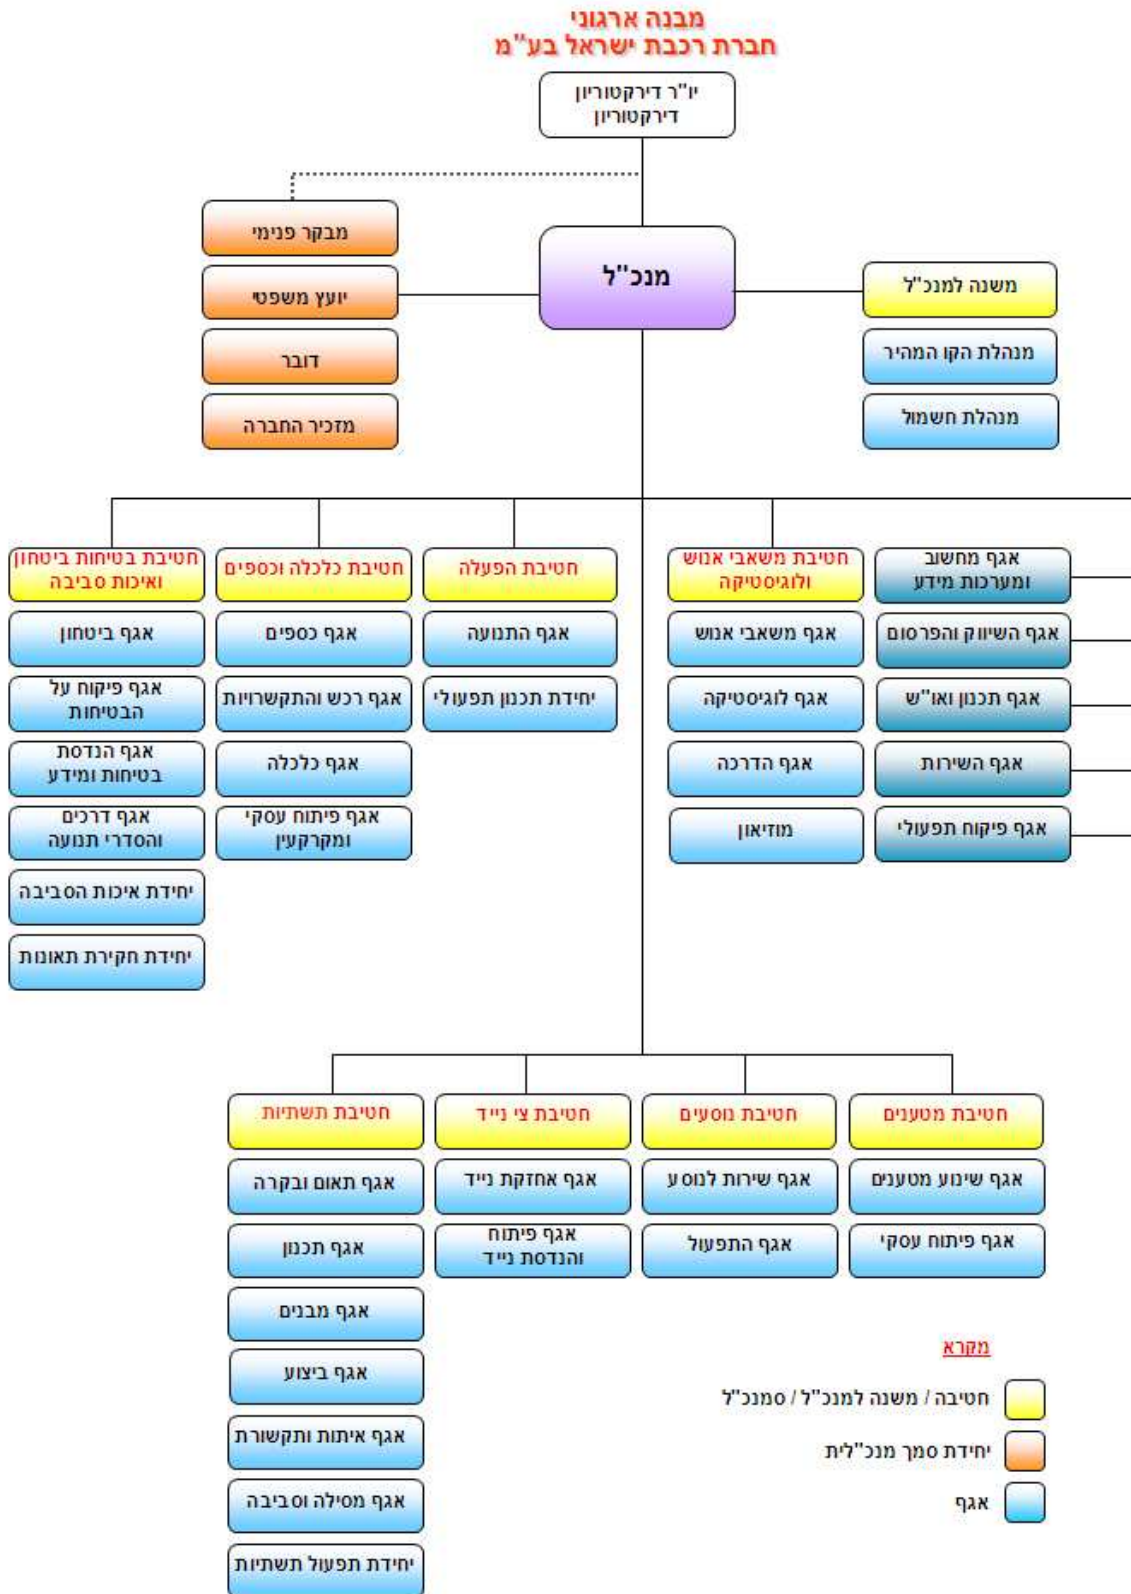 מבנה ארגוני
חברת רכבת ישראל בע"מ
יו"ר דירקטוריון
דירקטוריון
מנכ"ל
משנה למנכ"ל
מנהלת הקו המהיר
מנהלת חשמול
מבקר פנימי
יועץ משפטי
דובר
מזכיר החברה
אגף מחשוב
ומערכות מידע
אגף השיווק והפרסום
אגף תכנון ואו"ש
אגף השירות
אגף פיקוח תפעולי
חטיבת משאבי אנוש
ולוגיסטיקה
אגף משאבי אנוש
אגף לוגיסטיקה
אגף הדרכה
מוזיאון
חטיבת הפעלה
אגף התנועה
יחידת תכנון תפעולי
חטיבת כלכלה וכספים
אגף כספים
אגף רכש והתקשרויות
אגף כלכלה
אגף פיתוח עסקי
ומקרקעין
חטיבת בטיחות ביטחון
ואיכות סביבה
אגף ביטחון
אגף פיקוח על
הבטיחות
אגף הנדסת
בטיחות ומידע
אגף דרכים
והסדרי תנועה
יחידת איכות הסביבה
יחידת חקירת תאונות
חטיבת מטענים
אגף שינוע מטענים
אגף פיתוח עסקי
חטיבת נוסעים
אגף שירות לנוסע
אגף התפעול
חטיבת צי נייד
אגף אחזקת נייד
אגף פיתוח
והנדסת נייד
חטיבת תשתיות
אגף תאום ובקרה
אגף תכנון
אגף מבנים
אגף ביצוע
אגף איתות ותקשורת
אגף מסילה וסביבה
יחידת תפעול תשתיות
מקרא
חטיבה / משנה למנכ"ל / סמנכ"ל
יחידת סמך מנכ"לית
אגף